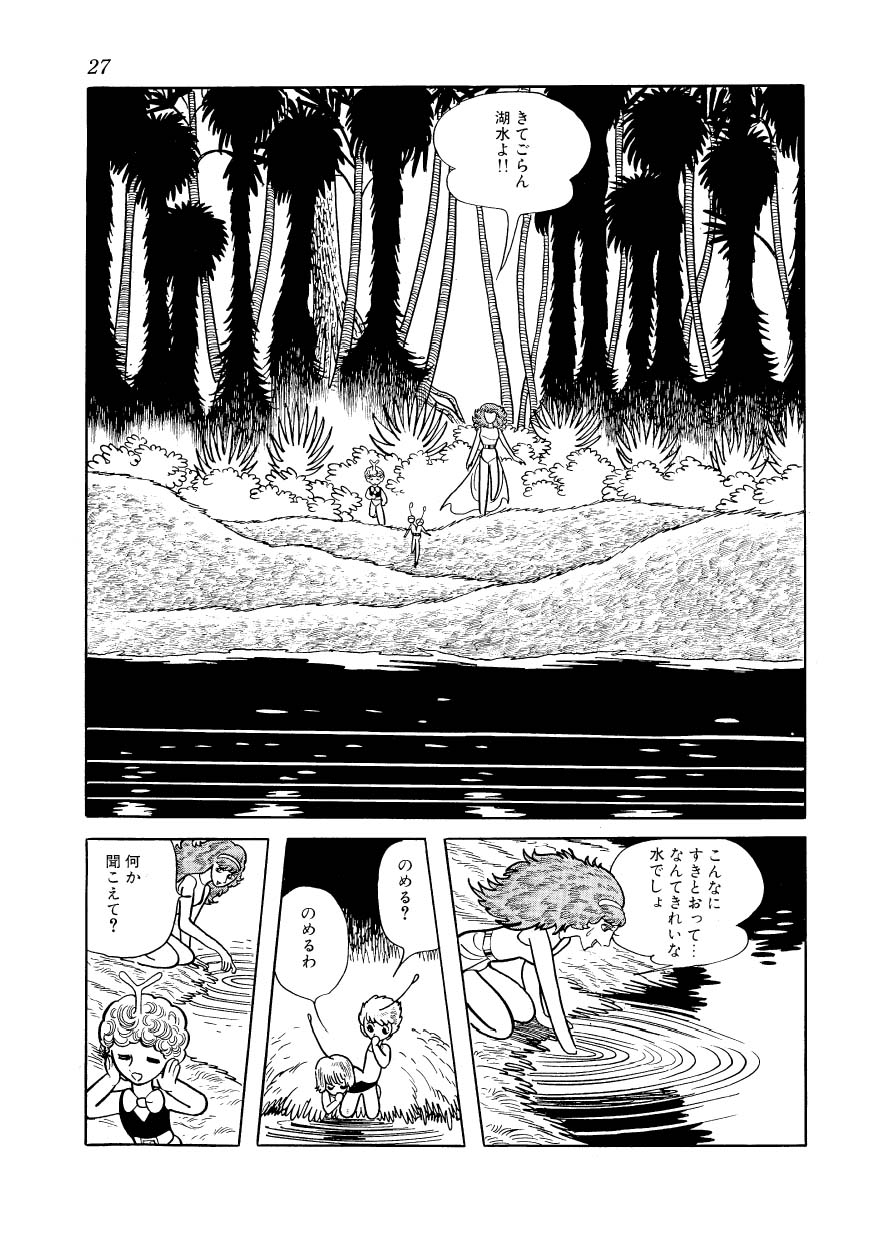 27
きてごらん
湖水よ!!
こんなに
すきとおって…
なんてきれいな
水でしょ
のめる?
のめるわ
何か
聞こえて?